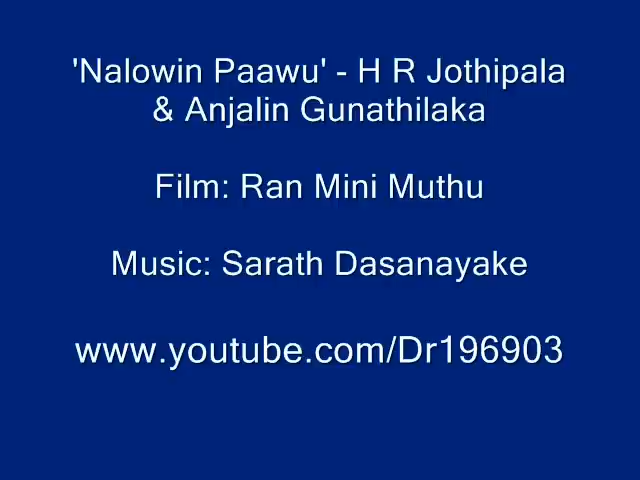 'Nalowin Paawu' - H R Jothipala
& Anjalin Gunathilaka
Film: Ran Mini Muthu
Music: Sarath Dasanayake
www.youtube.com/Dr196903